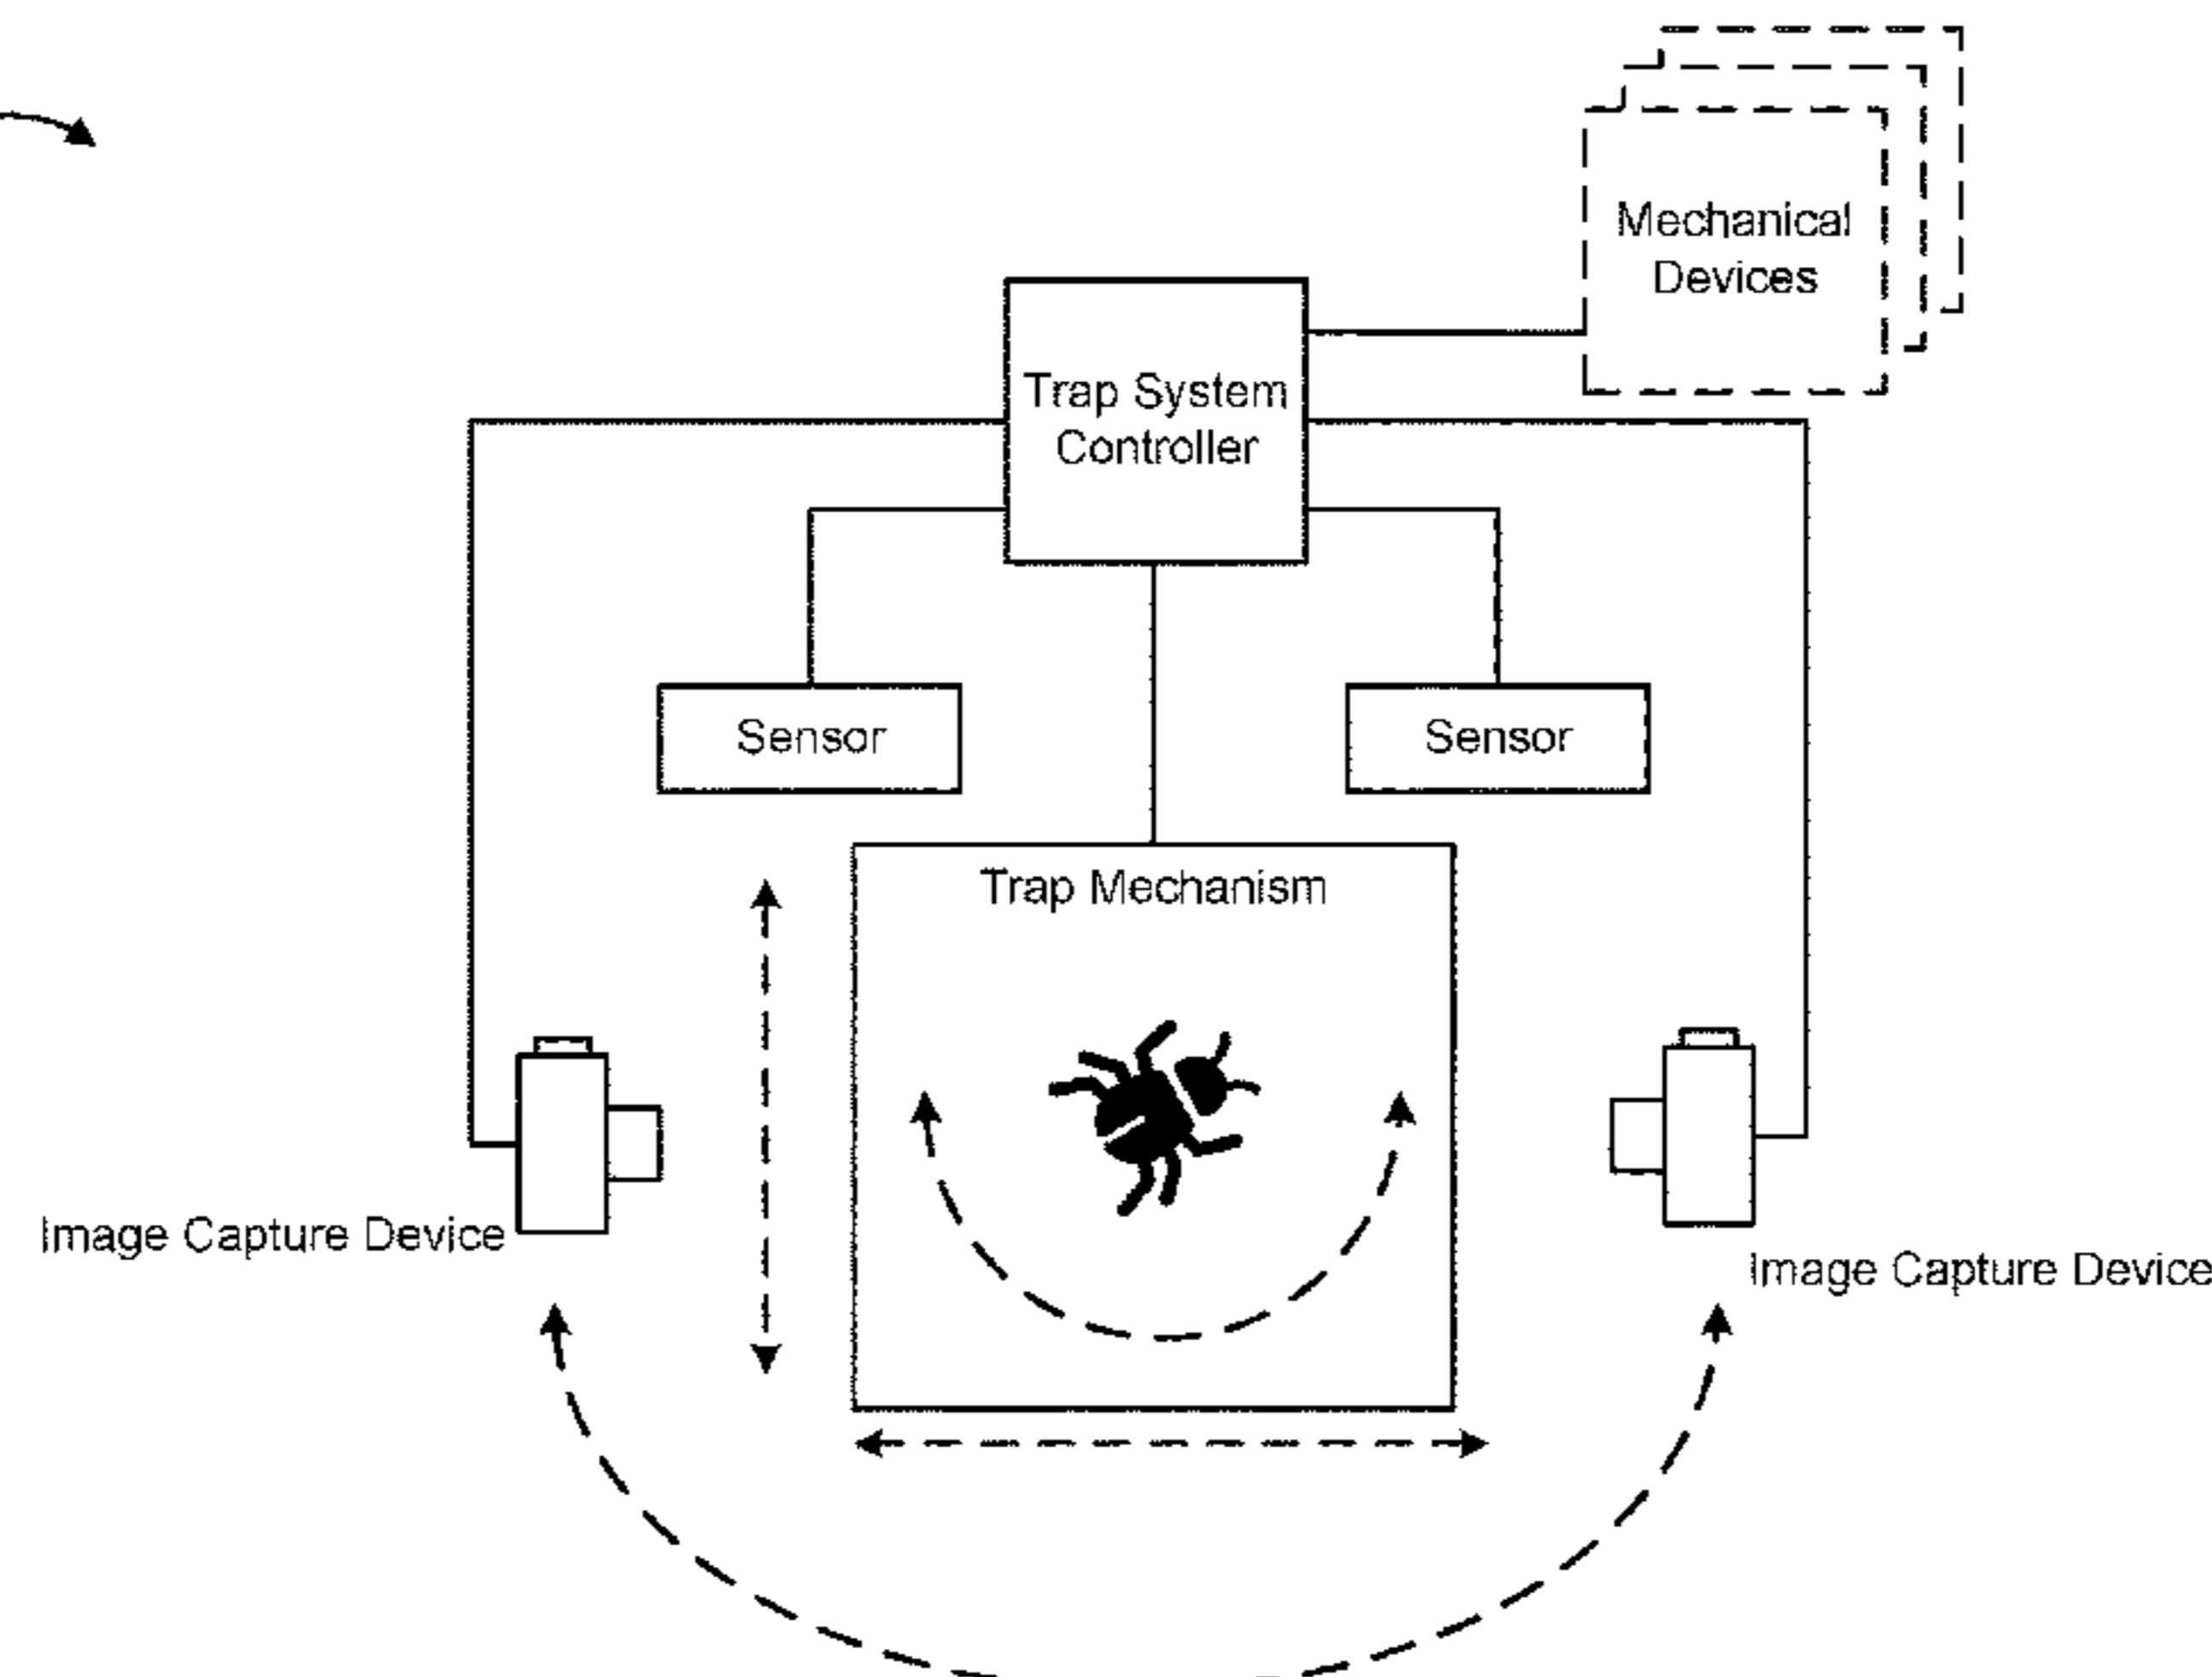 Mechanical
Devices
Trap System
Controller
Sensor
Sensor
Trap Mechanism
Image Capture Device
Image Capture Device